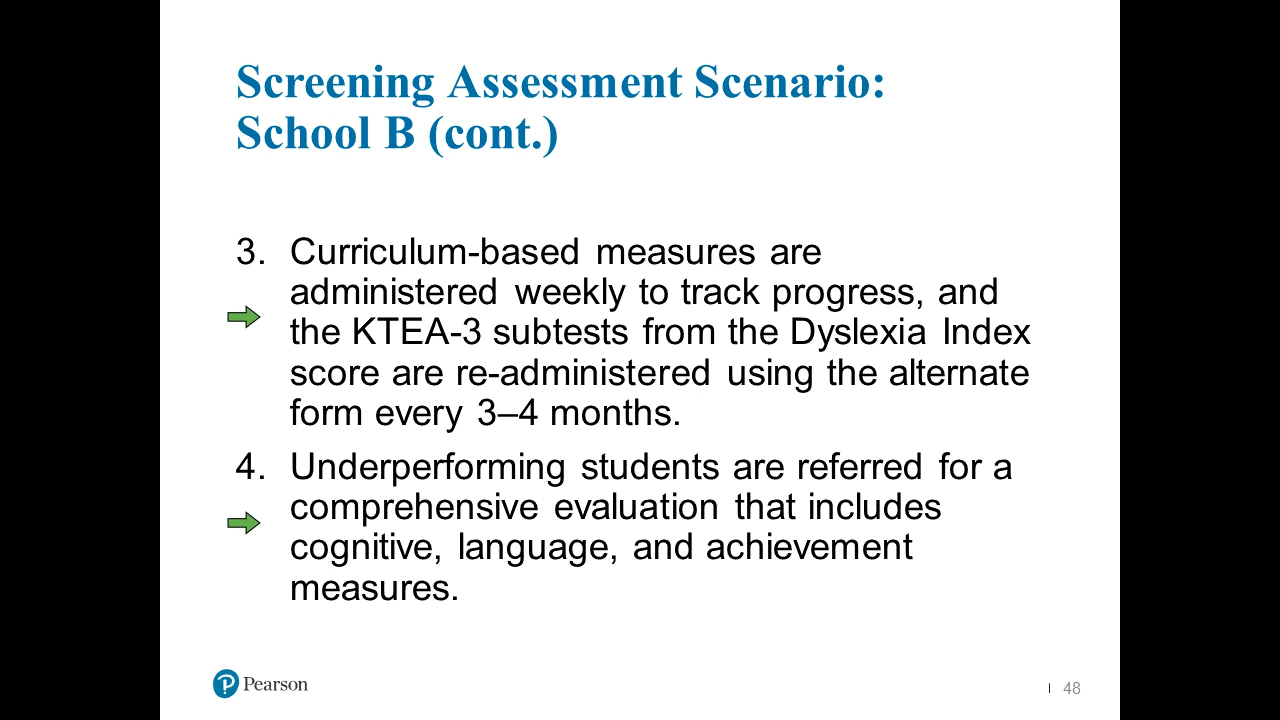 Screening Assessment Scenario:
School B (cont.)
3. Curriculum-based measures are
administered weekly to track progress, and
the KTEA-3 subtests from the Dyslexia Index
score are re-administered using the alternate
form every 3–4 months.
4. Underperforming students are referred for a
comprehensive evaluation that includes
cognitive, language, and achievement
measures.
Pearson
48